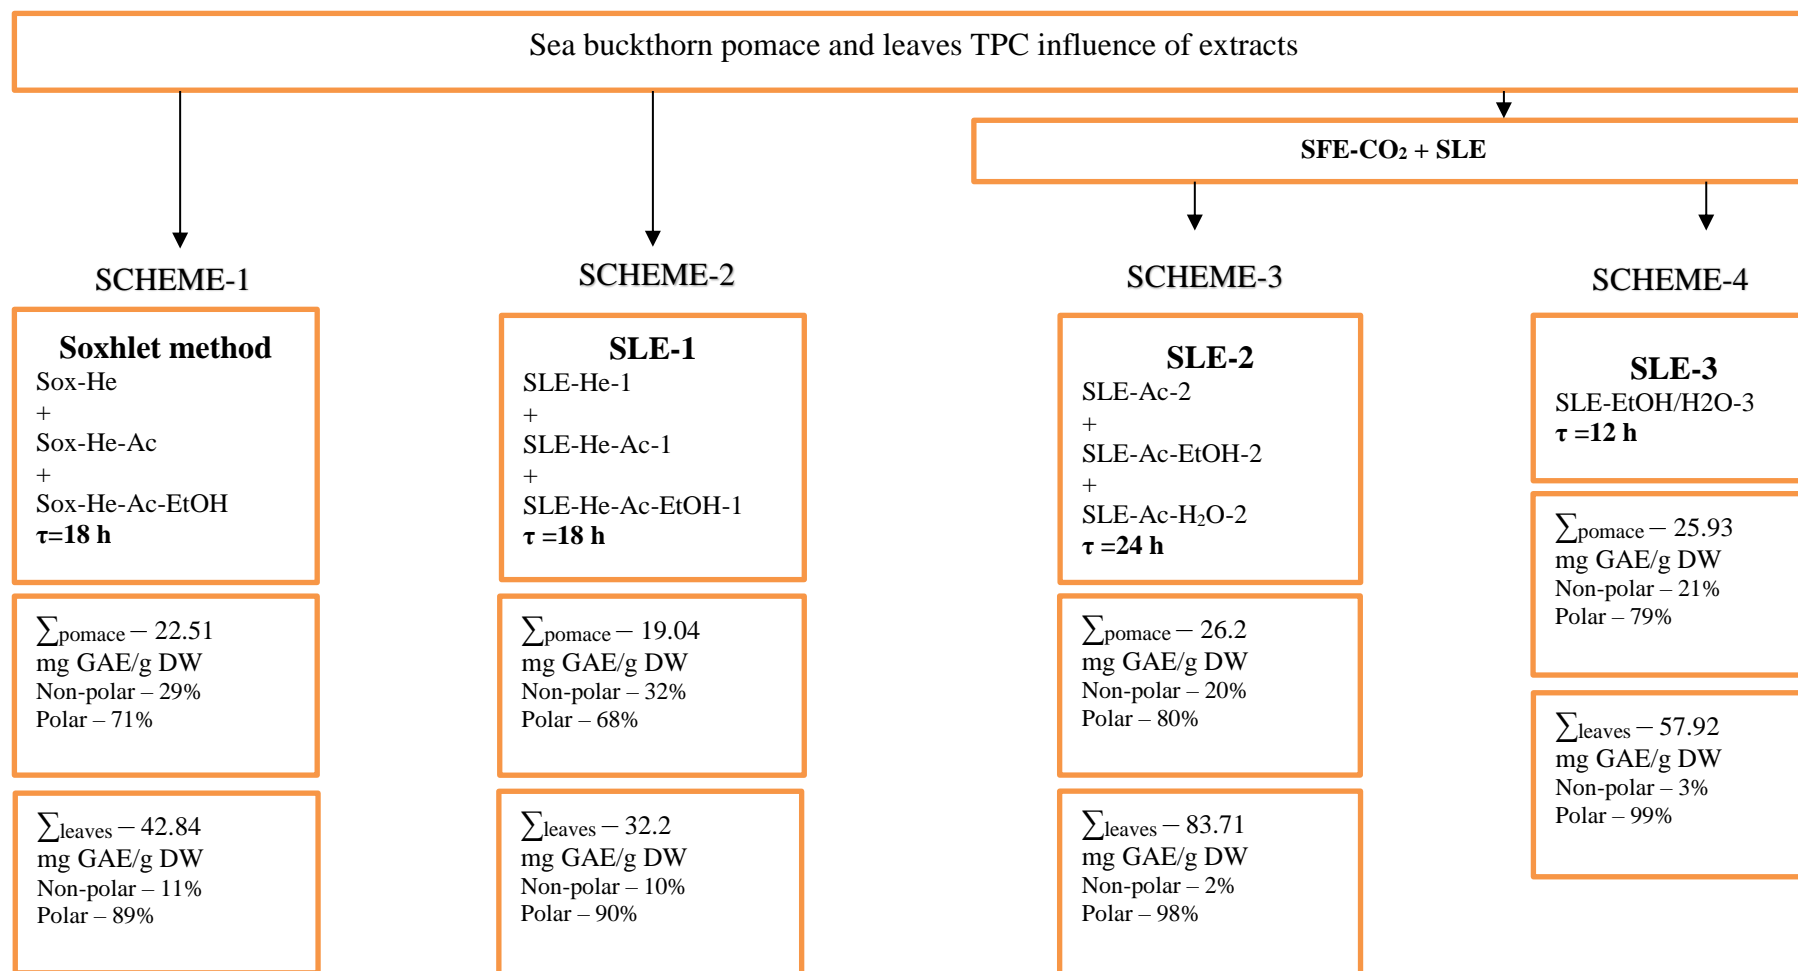 Sea buckthorn pomace and leaves TPC influence of extracts
SFE-CO₂ + SLE
SCHEME-1
Soxhlet method
Sox-He
+
Sox-He-Ac
+
Sox-He-Ac-EtOH
τ=18 h
∑pomace – 22.51
mg GAE/g DW
Non-polar – 29%
Polar – 71%
∑leaves – 42.84
mg GAE/g DW
Non-polar – 11%
Polar – 89%
SCHEME-2
SLE-1
SLE-He-1
+
SLE-He-Ac-1
+
SLE-He-Ac-EtOH-1
τ =18 h
∑pomace – 19.04
mg GAE/g DW
Non-polar – 32%
Polar – 68%
∑leaves – 32.2
mg GAE/g DW
Non-polar – 10%
Polar – 90%
SCHEME-3
SLE-2
SLE-Ac-2
+
SLE-Ac-EtOH-2
+
SLE-Ac-H₂O-2
τ =24 h
∑pomace – 26.2
mg GAE/g DW
Non-polar – 20%
Polar – 80%
∑leaves – 83.71
mg GAE/g DW
Non-polar – 2%
Polar – 98%
SCHEME-4
SLE-3
SLE-EtOH/H2O-3
τ =12 h
∑pomace – 25.93
mg GAE/g DW
Non-polar – 21%
Polar – 79%
∑leaves – 57.92
mg GAE/g DW
Non-polar – 3%
Polar – 99%